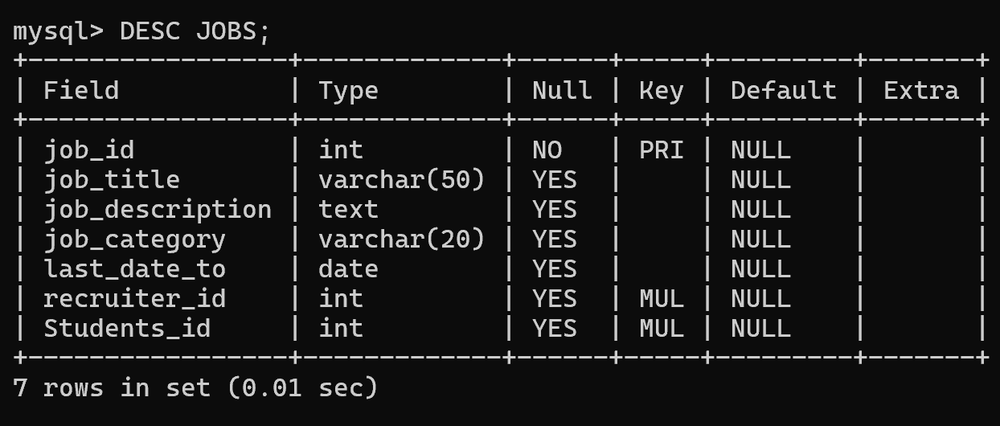 mysql> DESC JOBS;
+-----------------+-------------+------+-----+---------+-------+
| Field           | Type        | Null | Key | Default | Extra |
+-----------------+-------------+------+-----+---------+-------+
| job_id          | int         | NO   | PRI | NULL    |       |
| job_title       | varchar(50) | YES  |     | NULL    |       |
| job_description | text        | YES  |     | NULL    |       |
| job_category    | varchar(20) | YES  |     | NULL    |       |
| last_date_to    | date        | YES  |     | NULL    |       |
| recruiter_id    | int         | YES  | MUL | NULL    |       |
| Students_id     | int         | YES  | MUL | NULL    |       |
+-----------------+-------------+------+-----+---------+-------+
7 rows in set (0.01 sec)